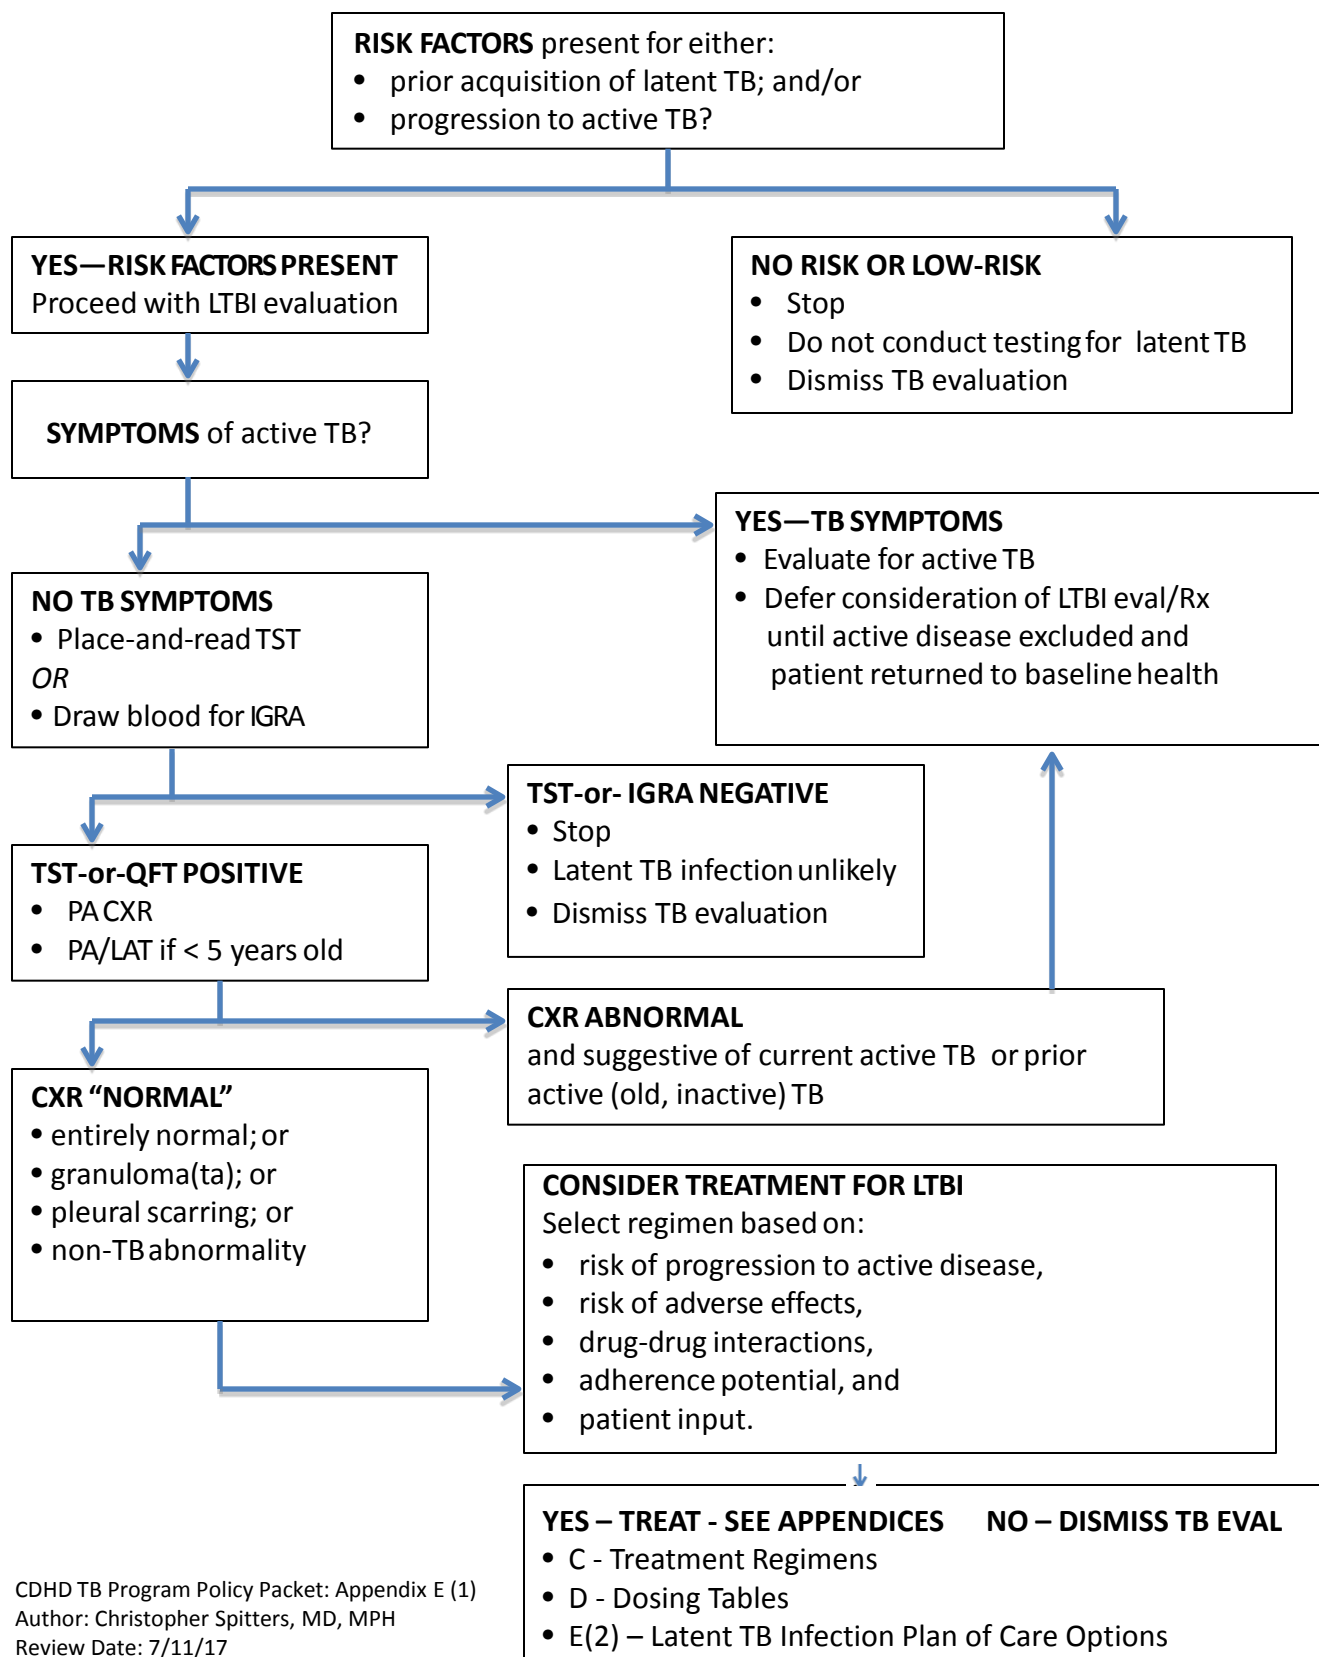 RISK FACTORS present for either:
• prior acquisition of latent TB; and/or
• progression to active TB?
YES—RISK FACTORS PRESENT
Proceed with LTBI evaluation
NO RISK OR LOW-RISK
• Stop
• Do not conduct testing for latent TB
• Dismiss TB evaluation
SYMPTOMS of active TB?
YES—TB SYMPTOMS
• Evaluate for active TB
• Defer consideration of LTBI eval/Rx
until active disease excluded and
patient returned to baseline health
NO TB SYMPTOMS
• Place-and-read TST
OR
• Draw blood for IGRA
TST-or- IGRA NEGATIVE
• Stop
• Latent TB infection unlikely
• Dismiss TB evaluation
TST-or-QFT POSITIVE
• PA CXR
• PA/LAT if < 5 years old
CXR ABNORMAL
and suggestive of current active TB or prior
active (old, inactive) TB
CXR “NORMAL”
• entirely normal; or
• granuloma(ta); or
• pleural scarring; or
• non-TB abnormality
CONSIDER TREATMENT FOR LTBI
Select regimen based on:
• risk of progression to active disease,
• risk of adverse effects,
• drug-drug interactions,
• adherence potential, and
• patient input.
YES – TREAT - SEE APPENDICES NO – DISMISS TB EVAL
• C - Treatment Regimens
• D - Dosing Tables
• E(2) – Latent TB Infection Plan of Care Options
CDHD TB Program Policy Packet: Appendix E (1)
Author: Christopher Spitters, MD, MPH
Review Date: 7/11/17